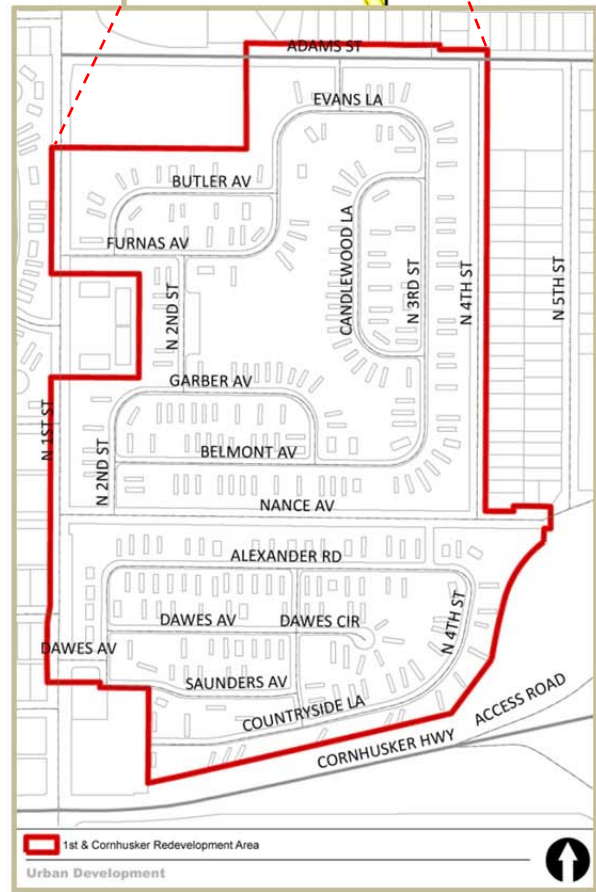 ADAMS ST
EVANS LA
BUTLER AV
CANDLEWOOD LA
N 3RD ST
N 4TH ST
N 5TH ST
FURNAS AV
N 2ND ST
GARBER AV
N 1ST ST
N 2ND ST
BELMONT AV
NANCE AV
ALEXANDER RD
DAWES AV
DAWES CIR
N 4TH ST
DAWES AV
SAUNDERS AV
COUNTRYSIDE LA
ACCESS ROAD
CORNHUSKER HWY
1st & Cornhusker Redevelopment Area
Urban Development